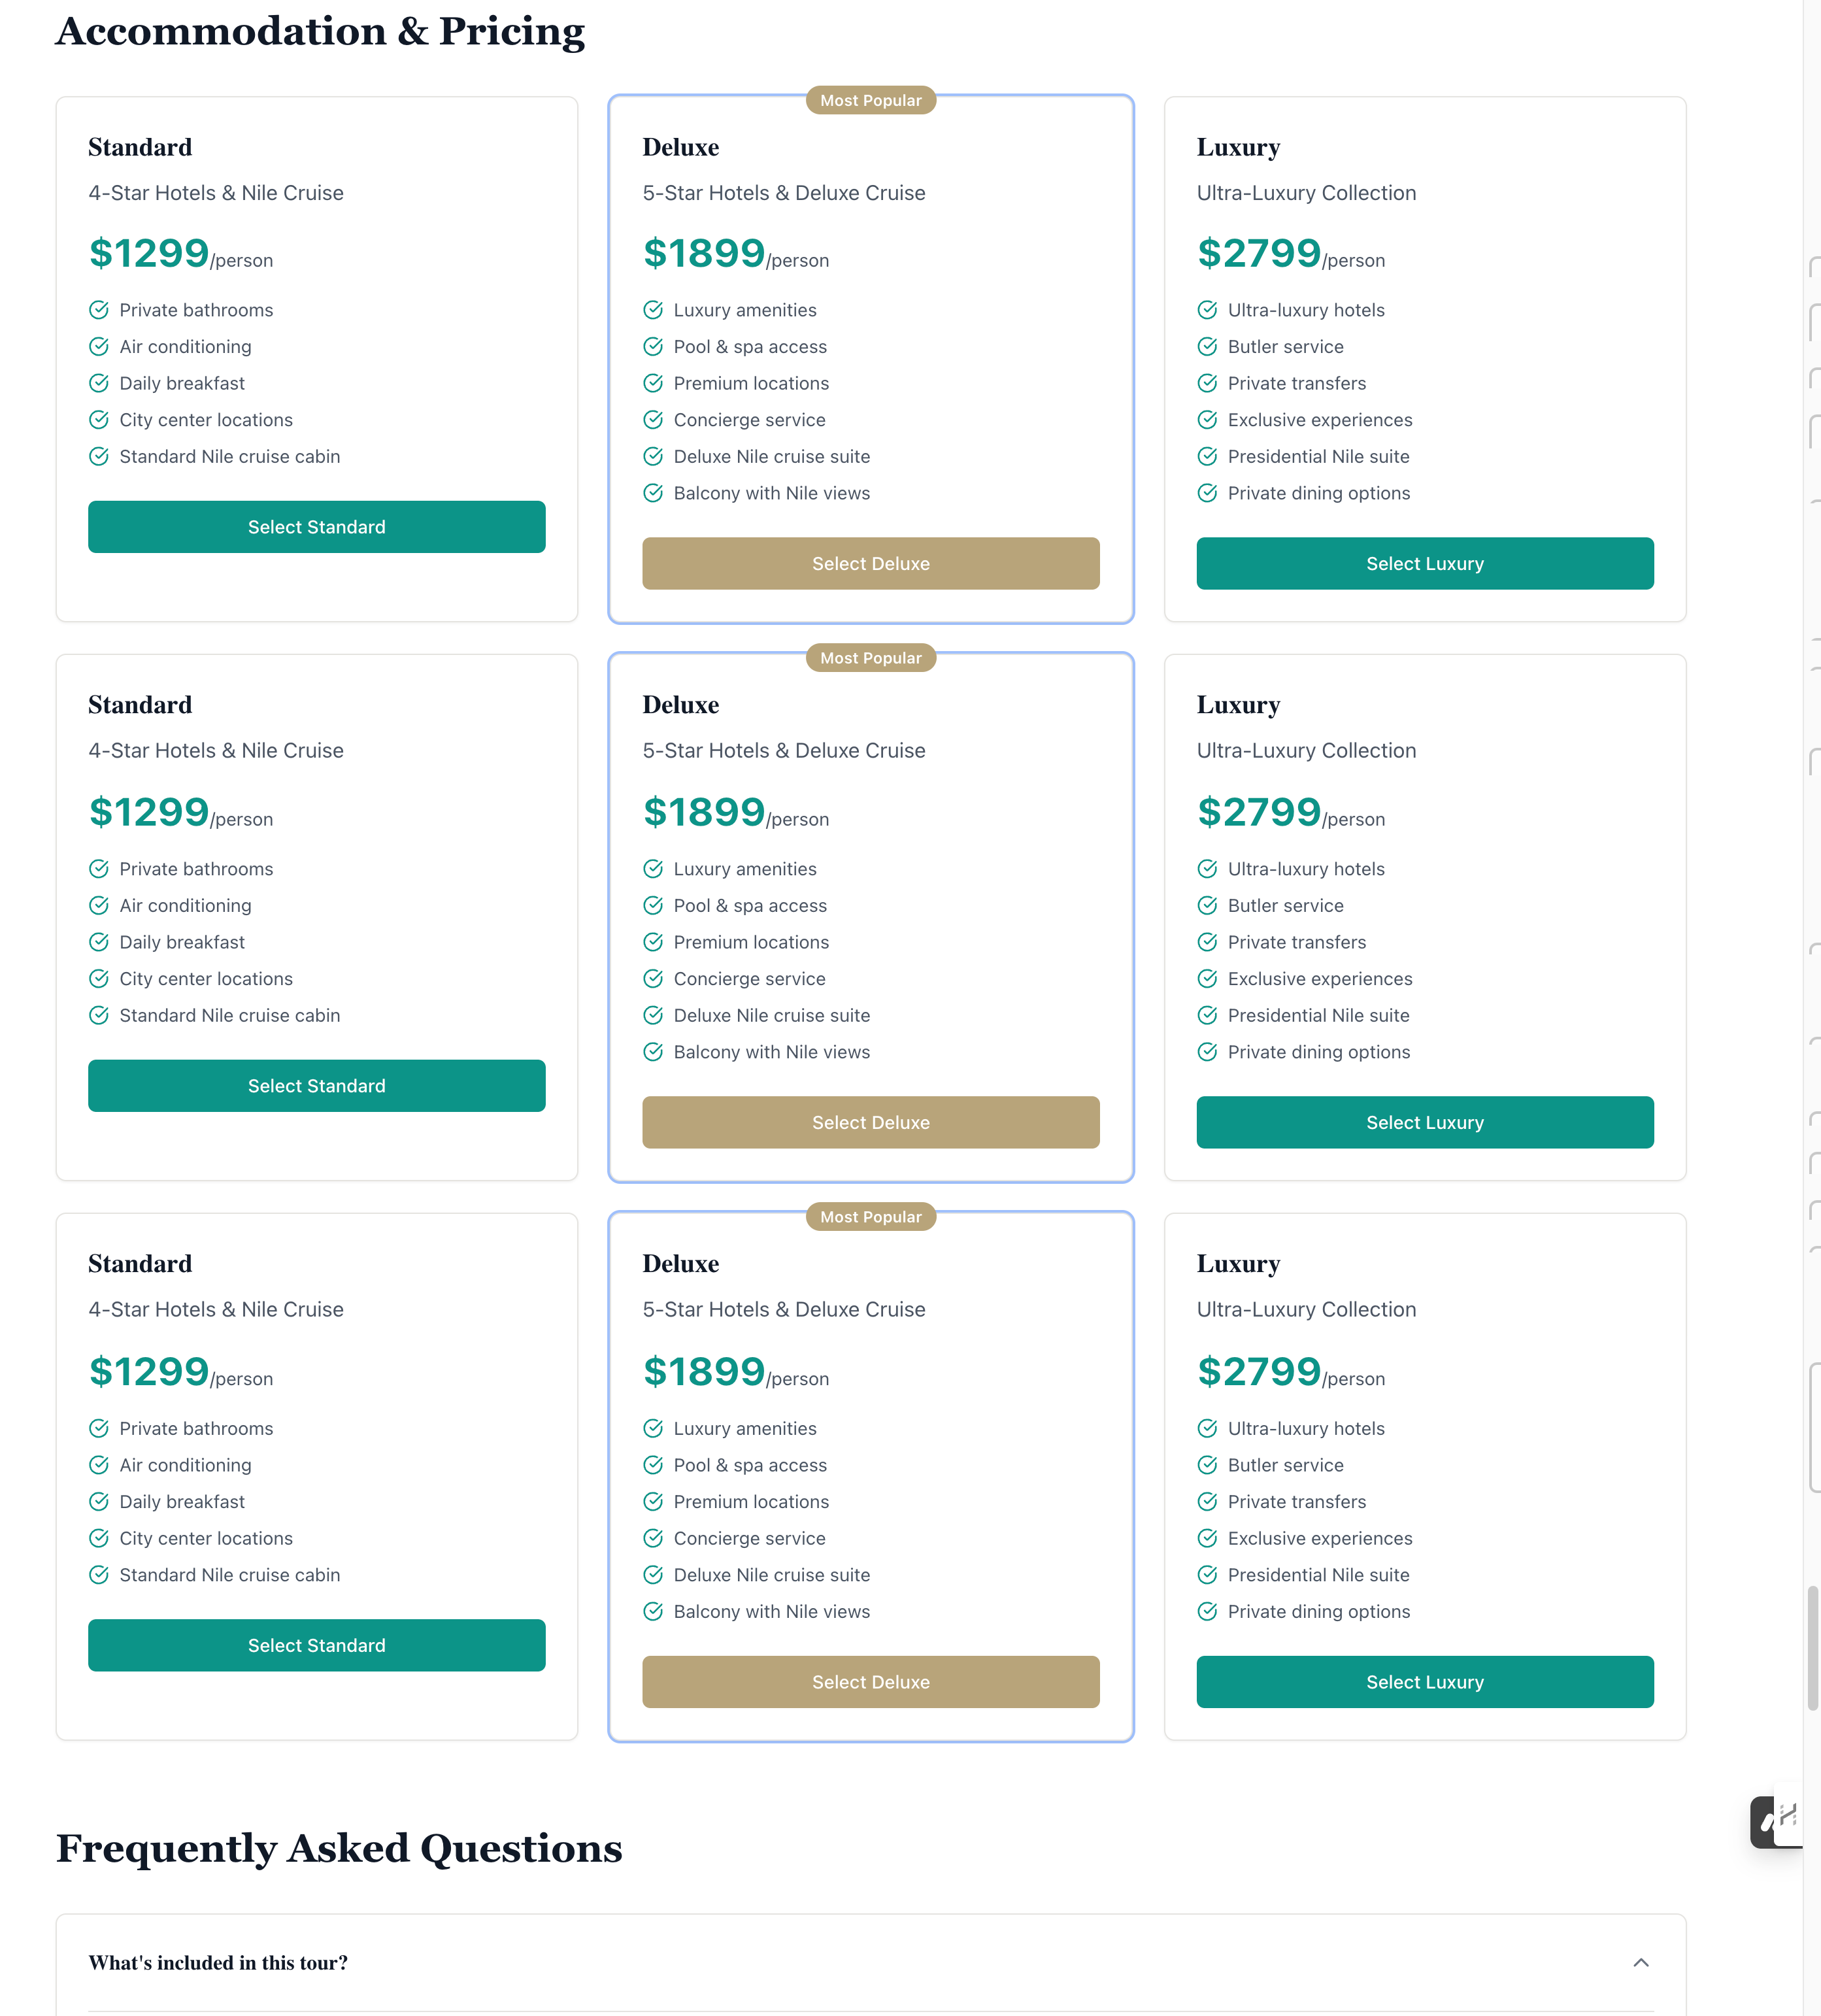 Accommodation & Pricing
Most Popular
Standard
4-Star Hotels & Nile Cruise
$1299/person
Private bathrooms
Air conditioning
Daily breakfast
City center locations
Standard Nile cruise cabin
Select Standard
Deluxe
5-Star Hotels & Deluxe Cruise
$1899/person
Luxury amenities
Pool & spa access
Premium locations
Concierge service
Deluxe Nile cruise suite
Balcony with Nile views
Select Deluxe
Luxury
Ultra-Luxury Collection
$2799/person
Ultra-luxury hotels
Butler service
Private transfers
Exclusive experiences
Presidential Nile suite
Private dining options
Select Luxury
Most Popular
Standard
4-Star Hotels & Nile Cruise
$1299/person
Private bathrooms
Air conditioning
Daily breakfast
City center locations
Standard Nile cruise cabin
Select Standard
Deluxe
5-Star Hotels & Deluxe Cruise
$1899/person
Luxury amenities
Pool & spa access
Premium locations
Concierge service
Deluxe Nile cruise suite
Balcony with Nile views
Select Deluxe
Luxury
Ultra-Luxury Collection
$2799/person
Ultra-luxury hotels
Butler service
Private transfers
Exclusive experiences
Presidential Nile suite
Private dining options
Select Luxury
Most Popular
Standard
4-Star Hotels & Nile Cruise
$1299/person
Private bathrooms
Air conditioning
Daily breakfast
City center locations
Standard Nile cruise cabin
Select Standard
Deluxe
5-Star Hotels & Deluxe Cruise
$1899/person
Luxury amenities
Pool & spa access
Premium locations
Concierge service
Deluxe Nile cruise suite
Balcony with Nile views
Select Deluxe
Luxury
Ultra-Luxury Collection
$2799/person
Ultra-luxury hotels
Butler service
Private transfers
Exclusive experiences
Presidential Nile suite
Private dining options
Select Luxury
Frequently Asked Questions
What's included in this tour?